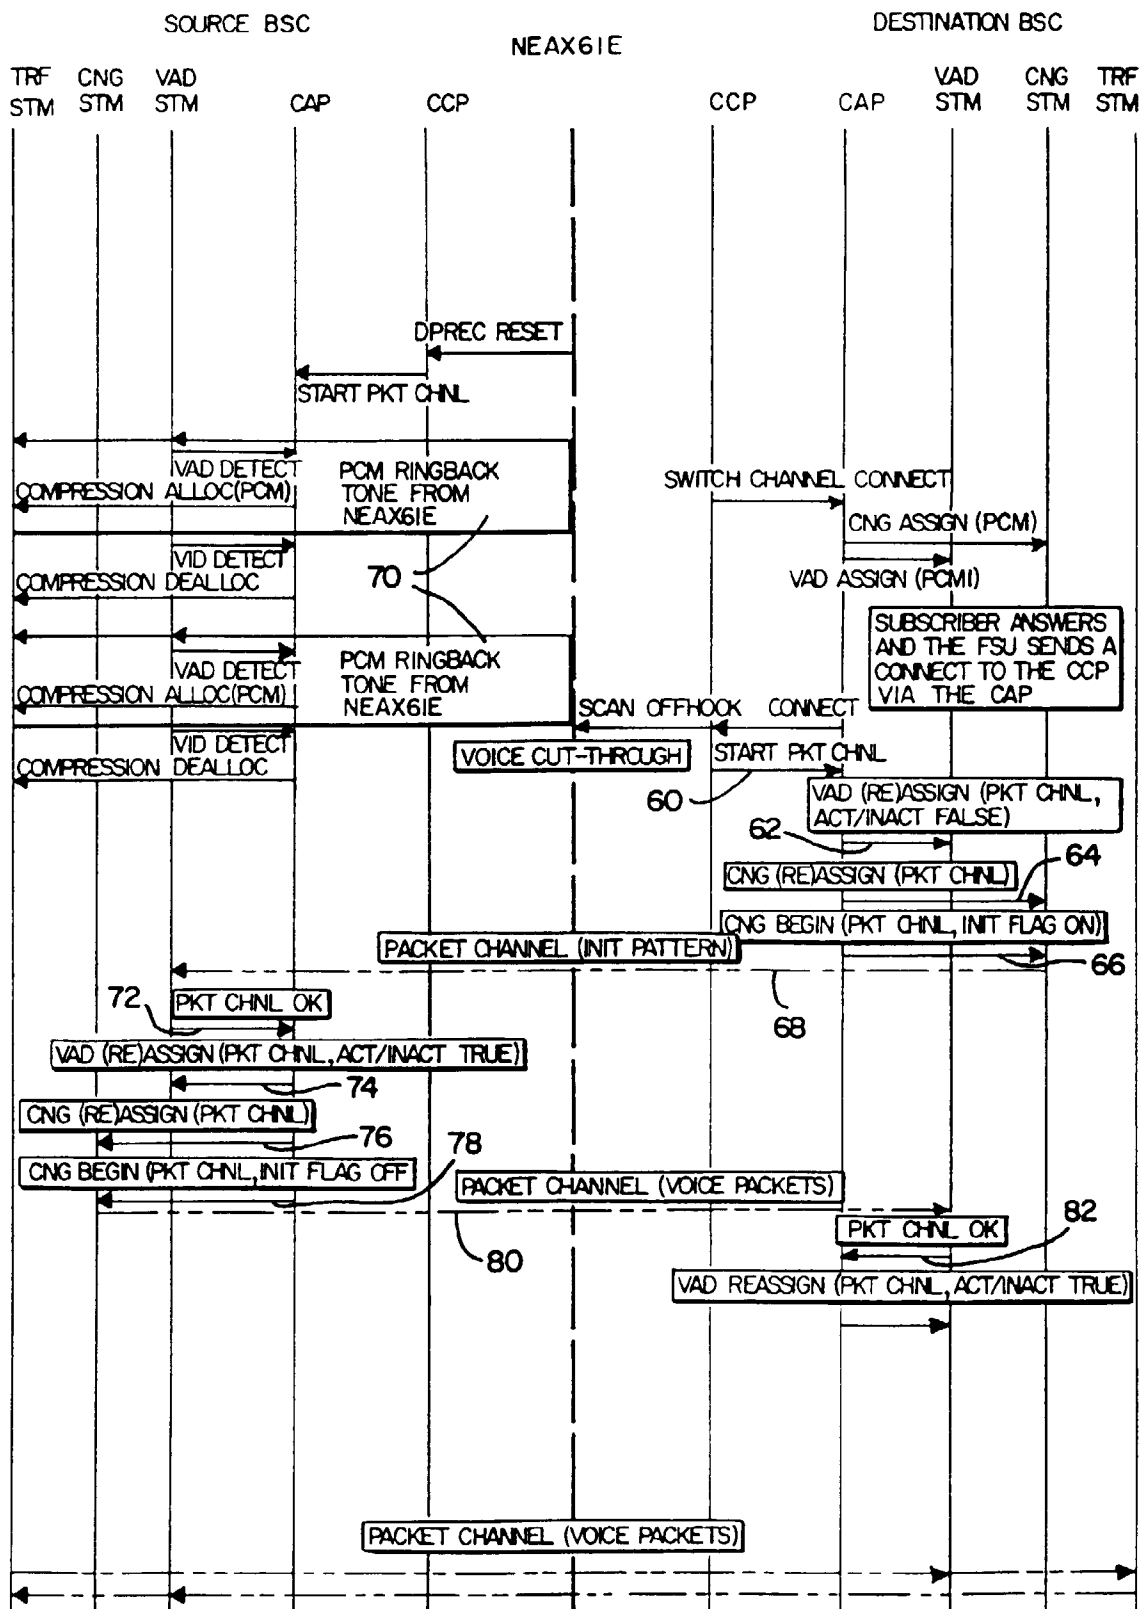 SOURCE BSC
NEAX61E
DESTINATION BSC
TRF STM
CNG STM
VAD STM
CAP
CCP
CCP
CAP
VAD STM
CNG STM
TRF STM
DPREC RESET
START PKT CHNL
VAD DETECT
COMPRESSION ALLOC(PCM)
PCM RINGBACK
TONE FROM
NEAX61E
SWITCH CHANNEL CONNECT
CNG ASSIGN (PCM)
VID DETECT
COMPRESSION DEALLOC
70
VAD ASSIGN (PCM1)
SUBSCRIBER ANSWERS
AND THE FSU SENDS A
CONNECT TO THE CCP
VIA THE CAP
VAD DETECT
COMPRESSION ALLOC(PCM)
PCM RINGBACK
TONE FROM
NEAX61E
SCAN OFFHOOK
CONNECT
VID DETECT
COMPRESSION DEALLOC
VOICE CUT-THROUGH
START PKT CHNL
60
VAD (RE)ASSIGN (PKT CHNL,
ACT/INACT FALSE)
62
CNG (RE)ASSIGN (PKT CHNL)
64
CNG BEGIN (PKT CHNL, INIT FLAG ON)
PACKET CHANNEL (INIT PATTERN)
66
68
72
PKT CHNL OK
VAD (RE)ASSIGN (PKT CHNL, ACT/INACT TRUE)
74
CNG (RE)ASSIGN (PKT CHNL)
76
CNG BEGIN (PKT CHNL, INIT FLAG OFF
78
PACKET CHANNEL (VOICE PACKETS)
80
PKT CHNL OK
82
VAD REASSIGN (PKT CHNL, ACT/INACT TRUE)
PACKET CHANNEL (VOICE PACKETS)